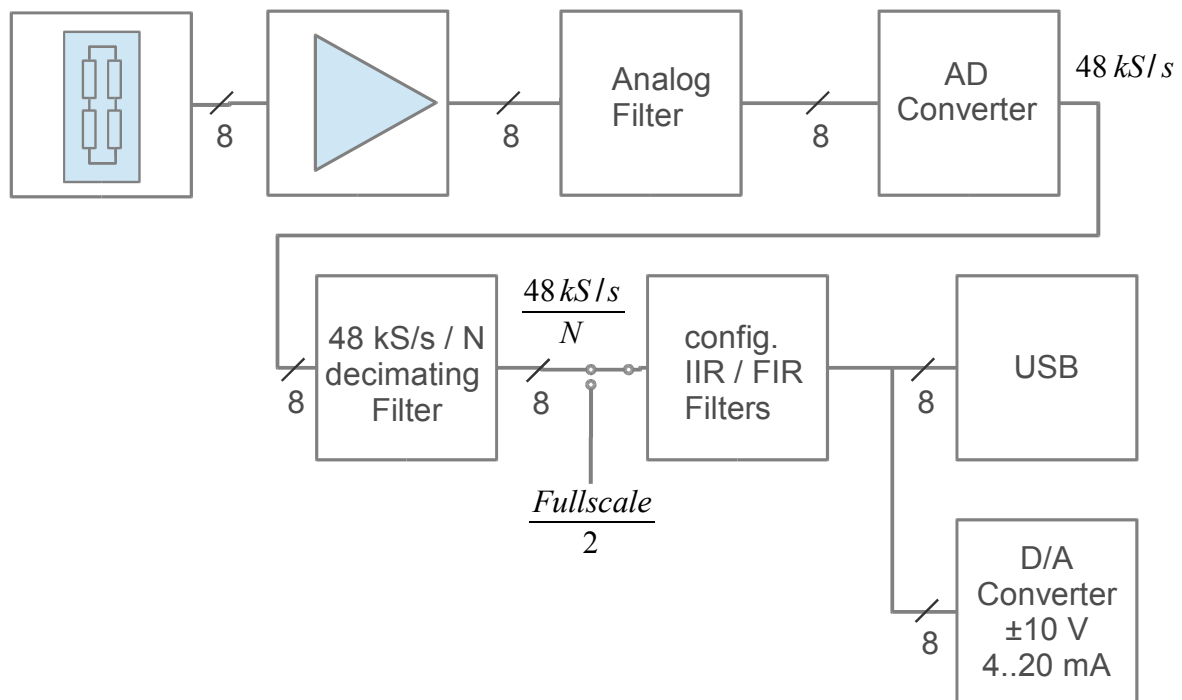 8
8
Analog
Filter
8
AD
Converter
48 kS/s
8
48 kS/s / N
decimating
Filter
48 kS/s
N
8
Fullscale
2
config.
IIR / FIR
Filters
8
USB
8
D/A
Converter
±10 V
4..20 mA